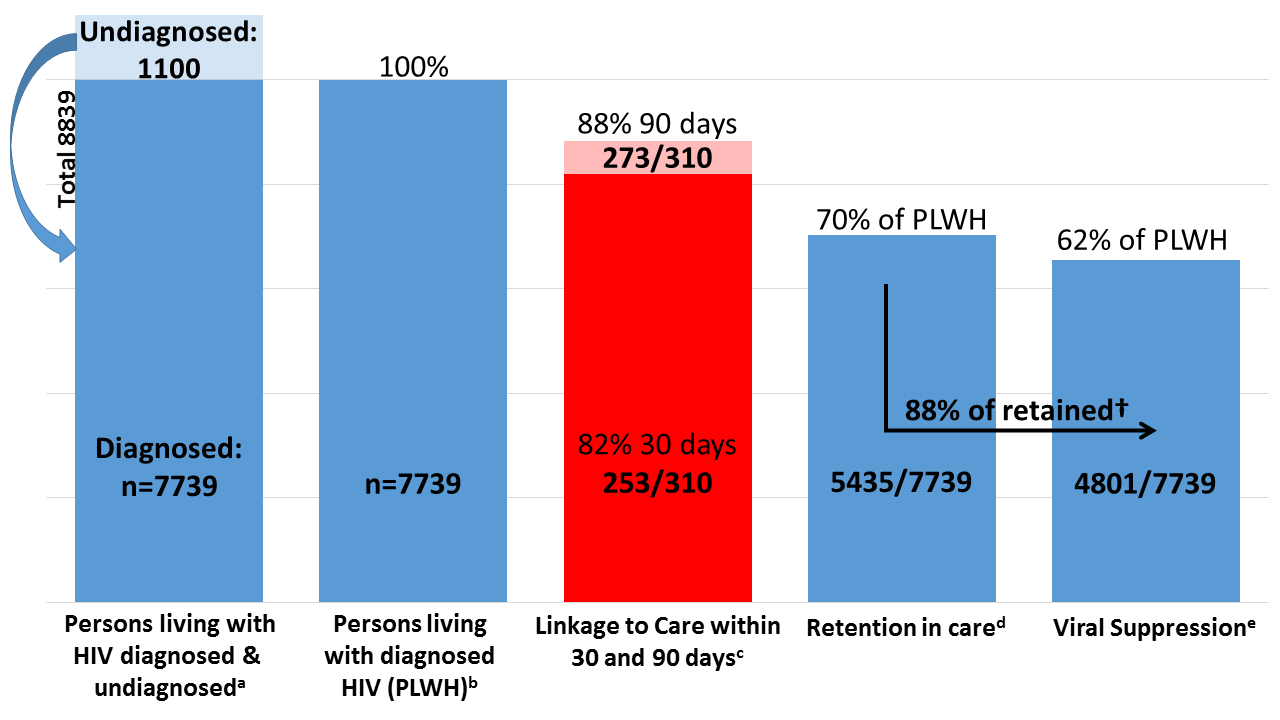 Undiagnosed:
1100
Total 8839
Diagnosed:
n=7739
100%
n=7739
88% 90 days
273/310
82% 30 days
253/310
70% of PLWH
5435/7739
88% of retained†
62% of PLWH
4801/7739
Persons living with
HIV diagnosed &
undiagnosedᵃ
Persons living
with diagnosed
HIV (PLWH)ᵇ
Linkage to Care within
30 and 90 daysᶜ
Retention in careᵈ
Viral Suppressionᵉ